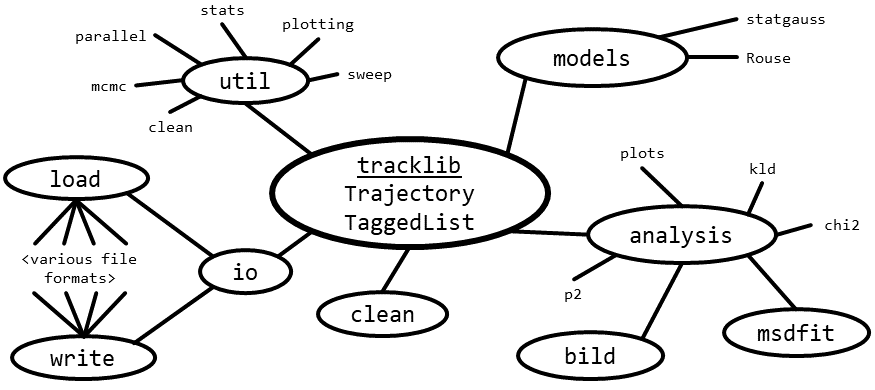 stats
statgauss
plotting
parallel
util
models
sweep
Rouse
mcmc
clean
plots
tracklib
kld
load
Trajectory
TaggedList
chi2
analysis
<various file
formats>
io
p2
clean
msdfit
write
bild